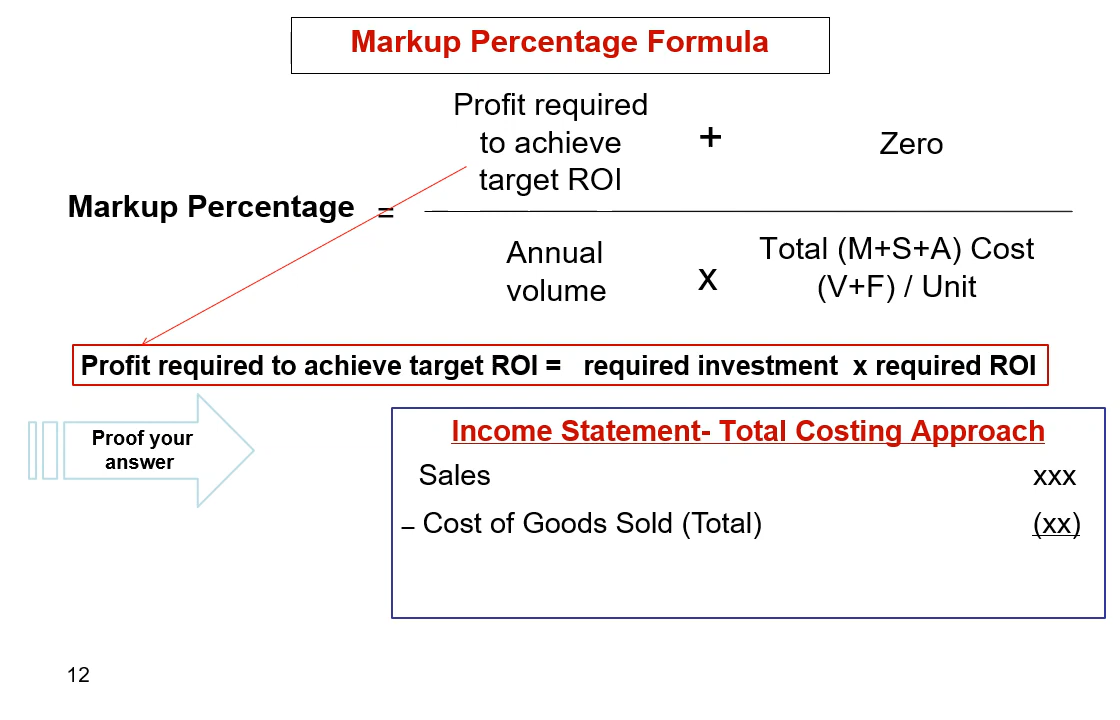 Markup Percentage Formula
Profit required
to achieve
target ROI
+
Zero
Markup Percentage =
Annual
volume
x
Total (M+S+A) Cost
(V+F) / Unit
Profit required to achieve target ROI = required investment x required ROI
Proof your
answer
Income Statement- Total Costing Approach
Sales xxx
– Cost of Goods Sold (Total) (xx)
12